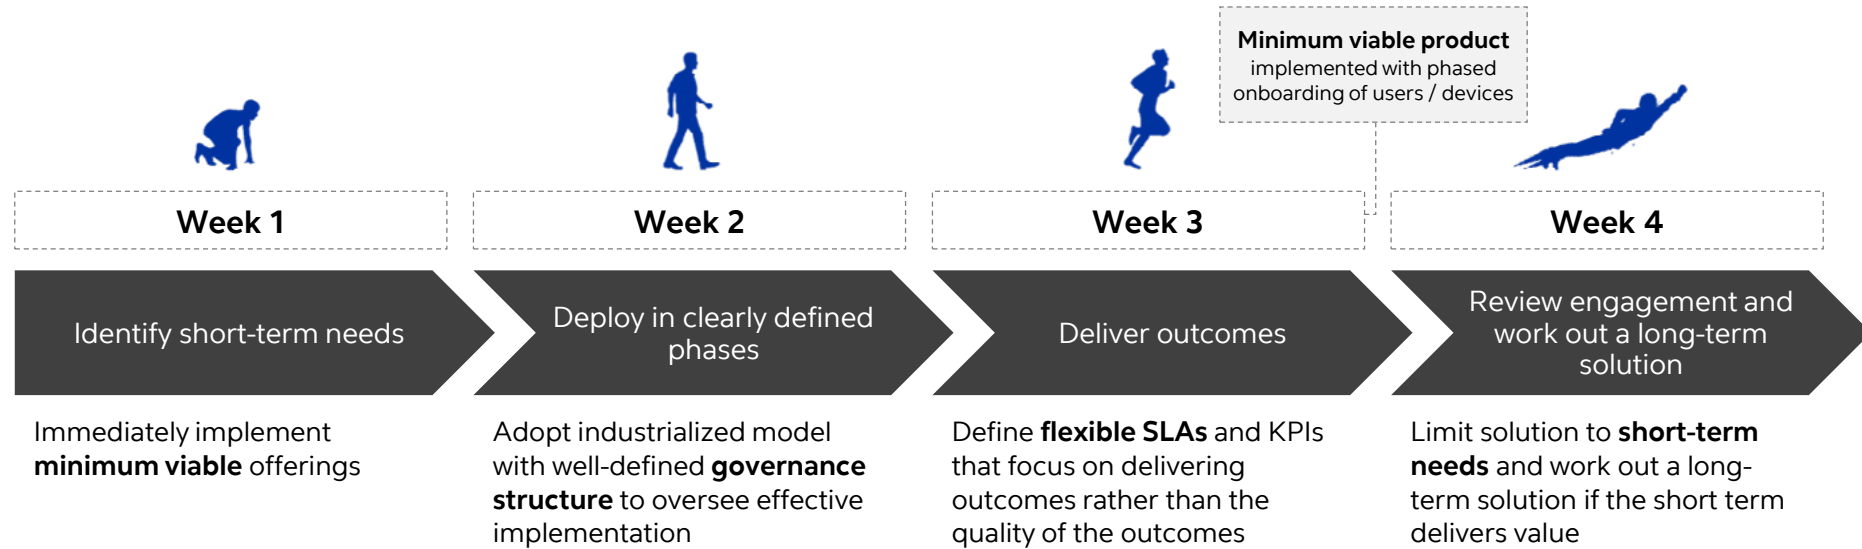 Minimum viable product
implemented with phased
onboarding of users / devices
Week 1
Week 2
Week 3
Week 4
Identify short-term needs
Deploy in clearly defined
phases
Deliver outcomes
Review engagement and
work out a long-term
solution
Immediately implement
minimum viable offerings
Adopt industrialized model
with well-defined governance
structure to oversee effective
implementation
Define flexible SLAs and KPIs
that focus on delivering
outcomes rather than the
quality of the outcomes
Limit solution to short-term
needs and work out a long-
term solution if the short term
delivers value